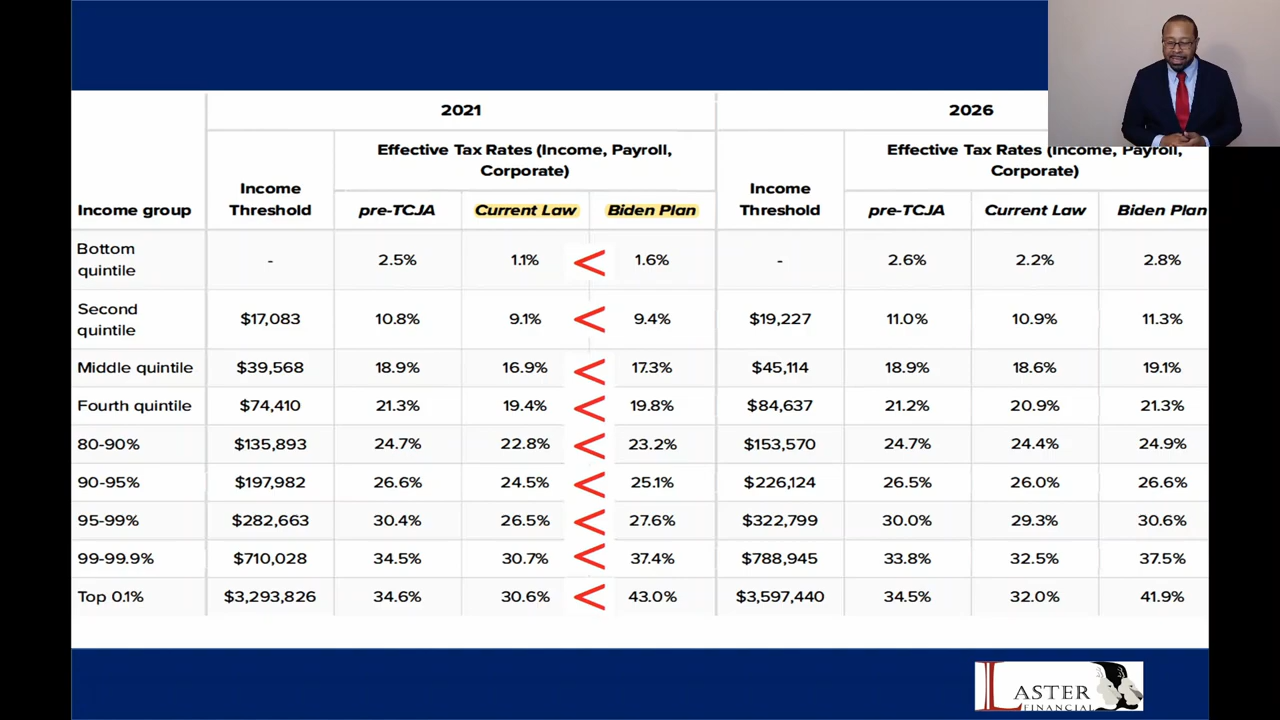 2021 2026
Effective Tax Rates (Income, Payroll, Corporate) Effective Tax Rates (Income, Payroll, Corporate)
Income group Income Threshold pre-TCJA Current Law Biden Plan Income Threshold pre-TCJA Current Law Biden Plan
Bottom quintile - 2.5% 1.1% < 1.6% - 2.6% 2.2% 2.8%
Second quintile $17,083 10.8% 9.1% < 9.4% $19,227 11.0% 10.9% 11.3%
Middle quintile $39,568 18.9% 16.9% < 17.3% $45,114 18.9% 18.6% 19.1%
Fourth quintile $74,410 21.3% 19.4% < 19.8% $84,637 21.2% 20.9% 21.3%
80-90% $135,893 24.7% 22.8% < 23.2% $153,570 24.7% 24.4% 24.9%
90-95% $197,982 26.6% 24.5% < 25.1% $226,124 26.5% 26.0% 26.6%
95-99% $282,663 30.4% 26.5% < 27.6% $322,799 30.0% 29.3% 30.6%
99-99.9% $710,028 34.5% 30.7% < 37.4% $788,945 33.8% 32.5% 37.5%
Top 0.1% $3,293,826 34.6% 30.6% < 43.0% $3,597,440 34.5% 32.0% 41.9%
LASTER
FINANCIAL